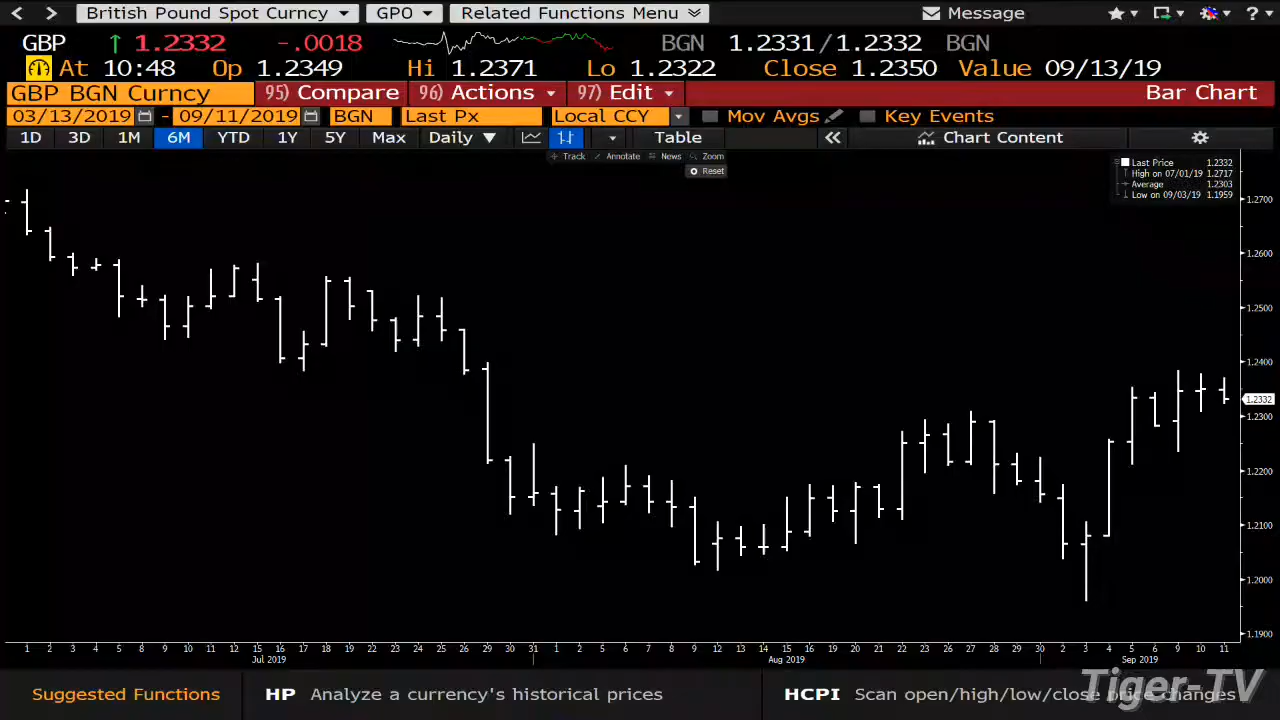 British Pound Spot Curncy GPO Related Functions Menu Message ?
GBP 1.2332 -.0018 BGN 1.2331/1.2332 BGN
At 10:48 Op 1.2349 Hi 1.2371 Lo 1.2322 Close 1.2350 Value 09/13/19
GBP BGN Curncy 95) Compare 96) Actions 97) Edit Bar Chart
03/13/2019 - 09/11/2019 BGN Last Px Local CCY Mov Avgs Key Events
1D 3D 1M 6M YTD 1Y 5Y Max Daily Table Chart Content
Track Annotate News Zoom
Reset
Last Price 1.2332
High on 07/01/19 1.2717
Average 1.2303
Low on 09/03/19 1.1959
1.2700
1.2600
1.2500
1.2400
1.2332
1.2300
1.2200
1.2100
1.2000
1.1900
1 2 3 4 5 8 9 10 11 12 15 16 17 18 19 22 23 24 25 26 29 30 31 1 2 5 6 7 8 9 12 13 14 15 16 19 20 21 22 23 26 27 28 29 30 2 3 4 5 6 9 10 11
Jul 2019 Aug 2019 Sep 2019
Suggested Functions HP Analyze a currency's historical prices HCPI Scan open/high/low/close price changes
Tiger-TV